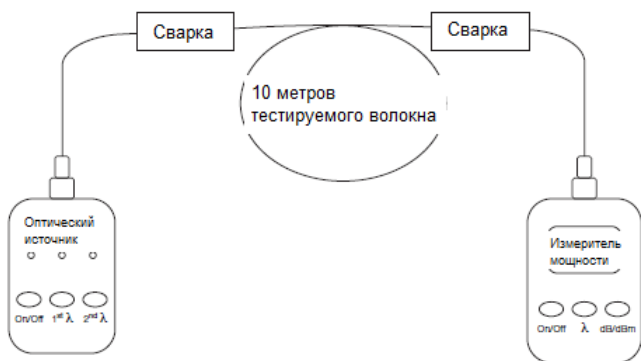 Сварка
Сварка
10 метров
тестируемого волокна
Оптический
источник
On/Off 1st λ 2nd λ
Измеритель
мощности
On/Off λ dB/dBm